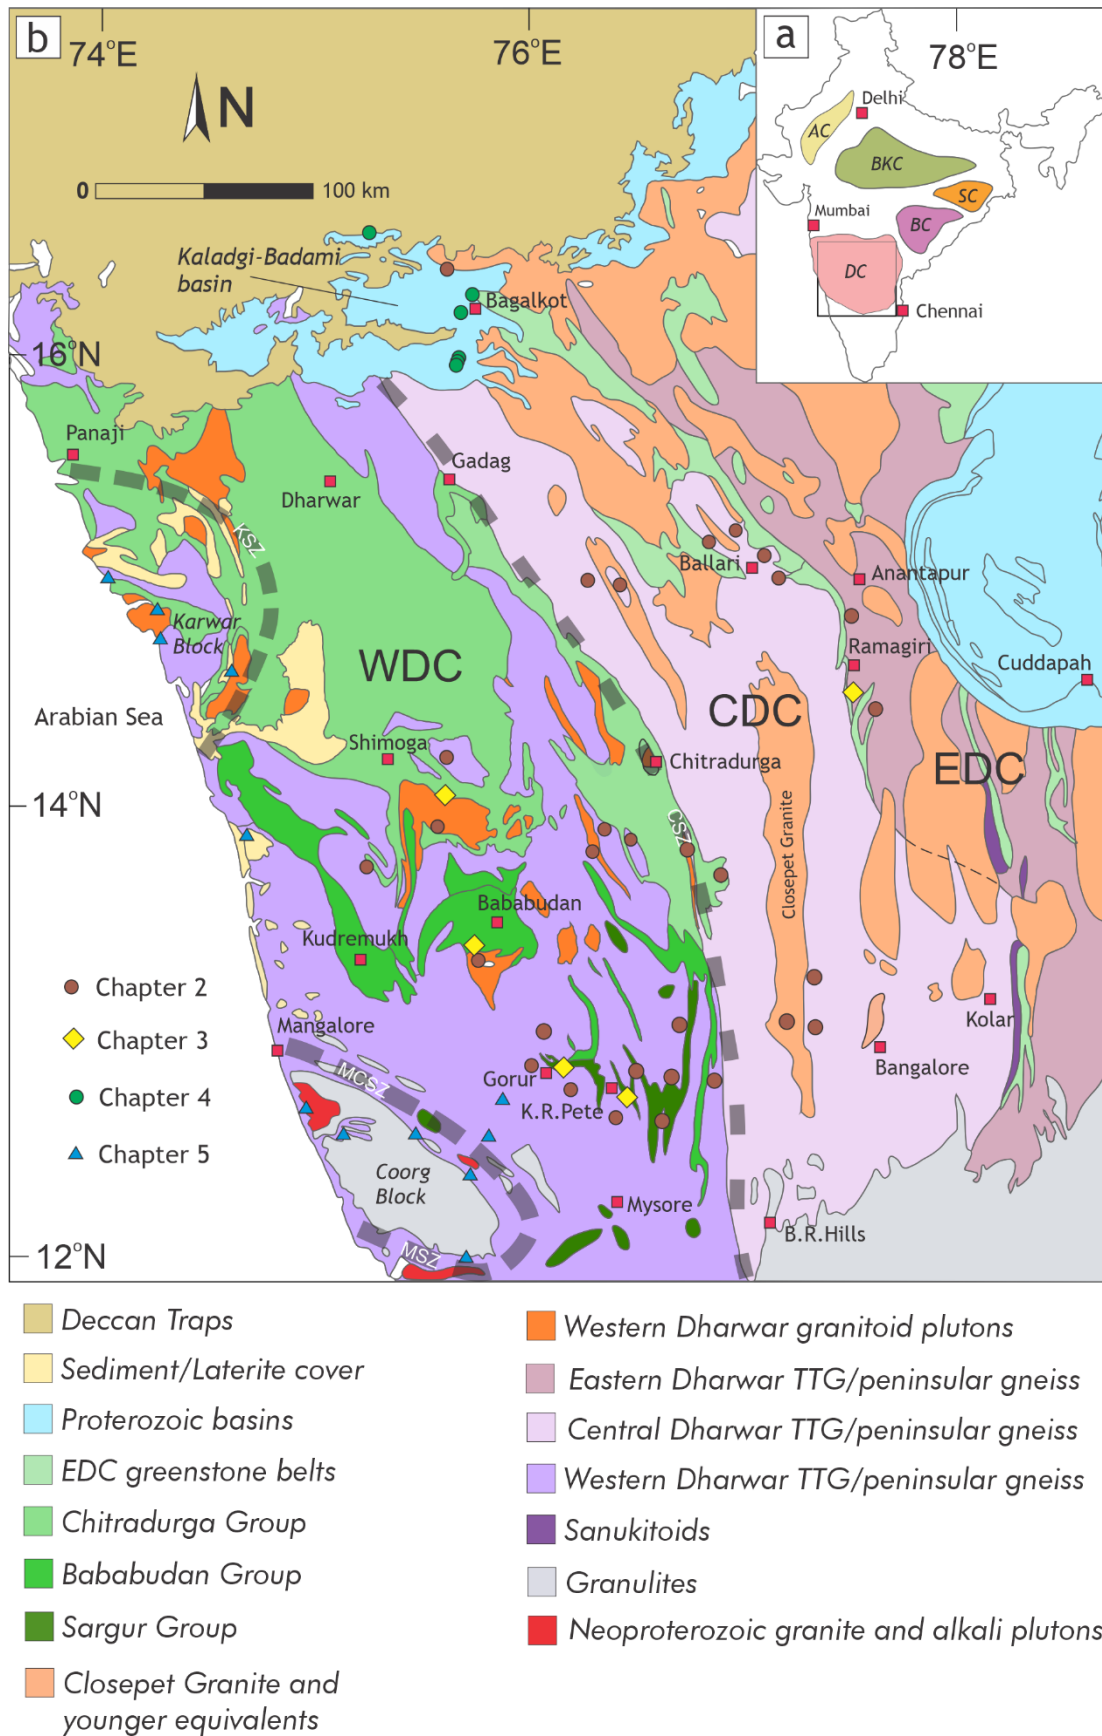 b
74°E
76°E
a
78°E
N
0
100 km
Delhi
AC
BKC
SC
Mumbai
BC
DC
Chennai
Kaladgi-Badami
basin
Bagalkot
16°N
Panaji
Dharwar
Gadag
KSZ
Ballari
Anantapur
Karwar
Block
WDC
Ramagiri
Cuddapah
Arabian Sea
CDC
Shimoga
Chitradurga
EDC
14°N
CSZ
Closepet Granite
Bababudan
Kudremukh
Chapter 2
Chapter 3
Chapter 4
Chapter 5
Mangalore
MCSZ
Gorur
K.R.Pete
Kolar
Bangalore
Coorg
Block
Mysore
B.R.Hills
MSZ
12°N
Deccan Traps
Sediment/Laterite cover
Proterozoic basins
EDC greenstone belts
Chitradurga Group
Bababudan Group
Sargur Group
Closepet Granite and
younger equivalents
Western Dharwar granitoid plutons
Eastern Dharwar TTG/peninsular gneiss
Central Dharwar TTG/peninsular gneiss
Western Dharwar TTG/peninsular gneiss
Sanukitoids
Granulites
Neoproterozoic granite and alkali plutons